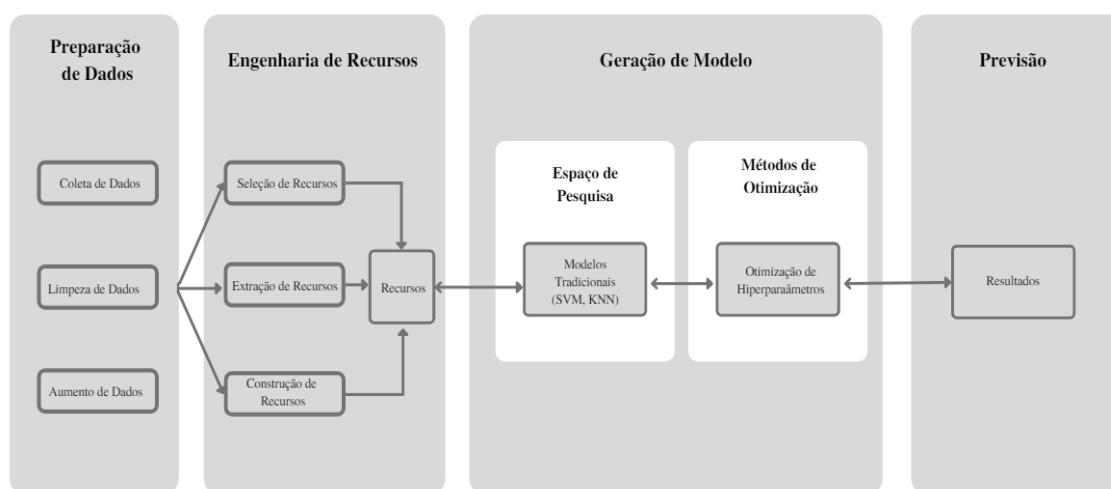 Preparação
de Dados
Coleta de Dados
Limpeza de Dados
Aumento de Dados
Engenharia de Recursos
Seleção de Recursos
Extração de Recursos
Construção de
Recursos
Recursos
Geração de Modelo
Espaço de
Pesquisa
Modelos
Tradicionais
(SVM, KNN)
Métodos de
Otimização
Otimização de
Hiperparaâmetros
Previsão
Resultados